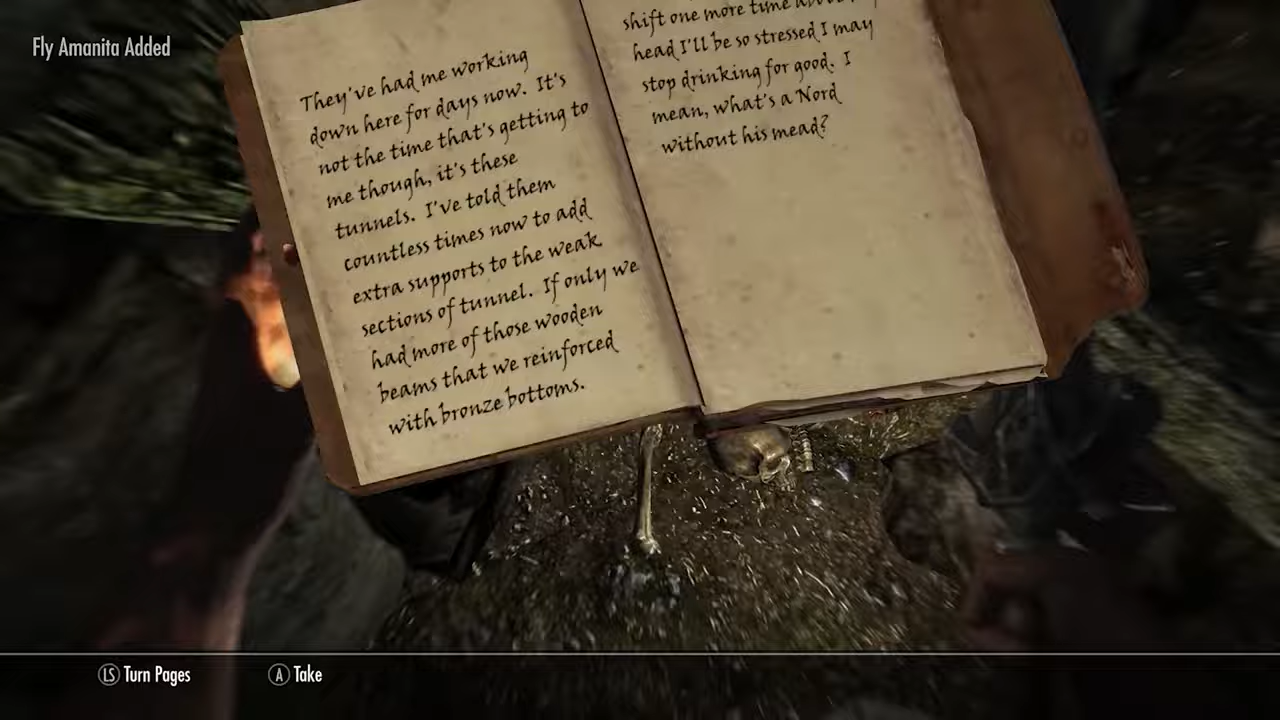 Fly Amanita Added
They've had me working
down here for days now. It's
not the time that's getting to
me though, it's these
tunnels. I've told them
countless times now to add
extra supports to the weak
sections of tunnel. If only we
had more of those wooden
beams that we reinforced
with bronze bottoms.
shift one more time above
head I'll be so stressed I may
stop drinking for good. I
mean, what's a Nord
without his mead?
LS Turn Pages
A Take